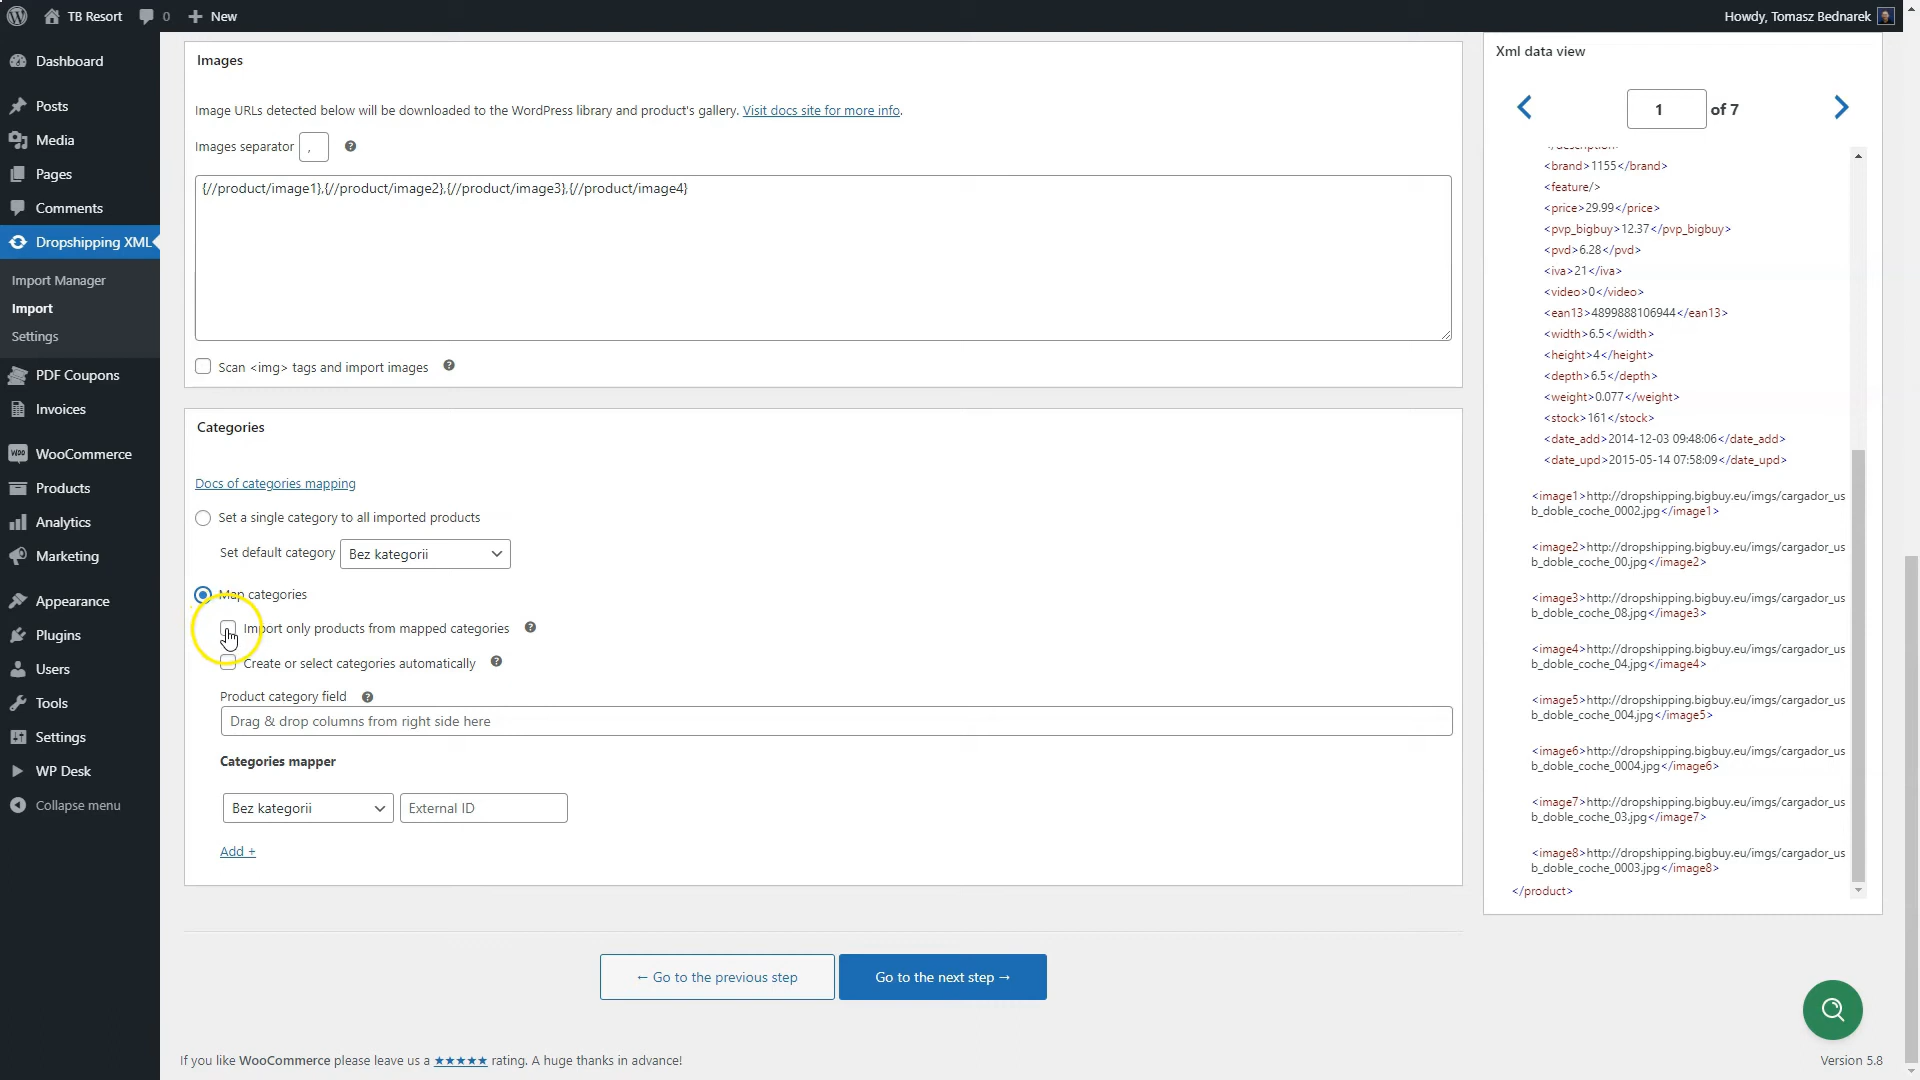 TB Resort
0
New
Howdy, Tomasz Bednarek
Dashboard
Posts
Media
Pages
Comments
Dropshipping XML
Import Manager
Import
Settings
PDF Coupons
Invoices
WooCommerce
Products
Analytics
Marketing
Appearance
Plugins
Users
Tools
Settings
WP Desk
Collapse menu
Images
Image URLs detected below will be downloaded to the WordPress library and product's gallery. Visit docs site for more info.
Images separator ,
{//product/image1},{//product/image2},{//product/image3},{//product/image4}
Scan <img> tags and import images
Categories
Docs of categories mapping
Set a single category to all imported products
Set default category Bez kategorii
Map categories
Import only products from mapped categories
Create or select categories automatically
Product category field
Drag & drop columns from right side here
Categories mapper
Bez kategorii External ID
Add +
← Go to the previous step
Go to the next step →
If you like WooCommerce please leave us a ★★★★★ rating. A huge thanks in advance!
Version 5.8
Xml data view
1 of 7
</description>
<brand>1155</brand>
<feature/>
<price>29.99</price>
<pvp_bigbuy>12.37</pvp_bigbuy>
<pvd>6.28</pvd>
<iva>21</iva>
<video>0</video>
<ean13>4899888106944</ean13>
<width>6.5</width>
<height>4</height>
<depth>6.5</depth>
<weight>0.077</weight>
<stock>161</stock>
<date_add>2014-12-03 09:48:06</date_add>
<date_upd>2015-05-14 07:58:09</date_upd>
<image1>http://dropshipping.bigbuy.eu/imgs/cargador_us
b_doble_coche_0002.jpg</image1>
<image2>http://dropshipping.bigbuy.eu/imgs/cargador_us
b_doble_coche_00.jpg</image2>
<image3>http://dropshipping.bigbuy.eu/imgs/cargador_us
b_doble_coche_08.jpg</image3>
<image4>http://dropshipping.bigbuy.eu/imgs/cargador_us
b_doble_coche_04.jpg</image4>
<image5>http://dropshipping.bigbuy.eu/imgs/cargador_us
b_doble_coche_004.jpg</image5>
<image6>http://dropshipping.bigbuy.eu/imgs/cargador_us
b_doble_coche_0004.jpg</image6>
<image7>http://dropshipping.bigbuy.eu/imgs/cargador_us
b_doble_coche_03.jpg</image7>
<image8>http://dropshipping.bigbuy.eu/imgs/cargador_us
b_doble_coche_0003.jpg</image8>
</product>